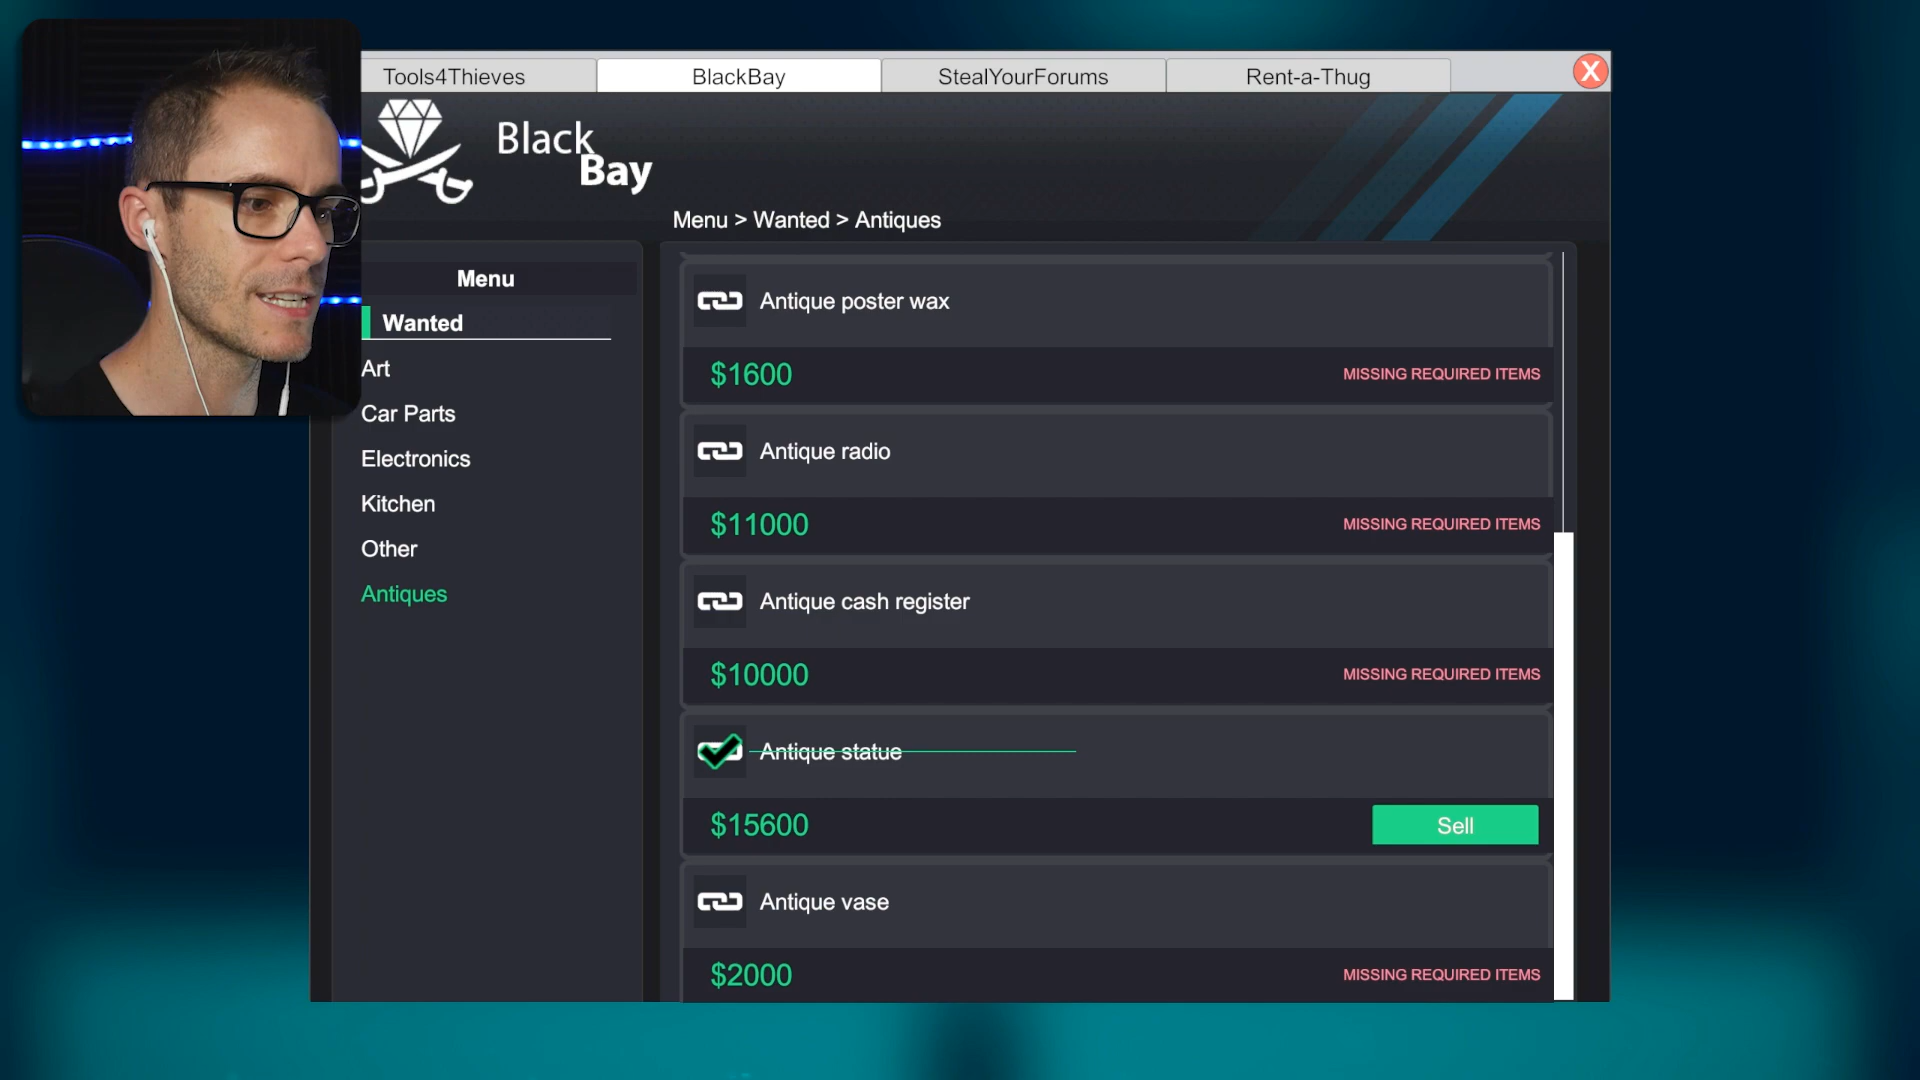 Tools4Thieves
BlackBay
StealYourForums
Rent-a-Thug
X
Black
Bay
Menu > Wanted > Antiques
Menu
Wanted
Art
Car Parts
Electronics
Kitchen
Other
Antiques
Antique poster wax
$1600
MISSING REQUIRED ITEMS
Antique radio
$11000
MISSING REQUIRED ITEMS
Antique cash register
$10000
MISSING REQUIRED ITEMS
Antique statue
$15600
Sell
Antique vase
$2000
MISSING REQUIRED ITEMS